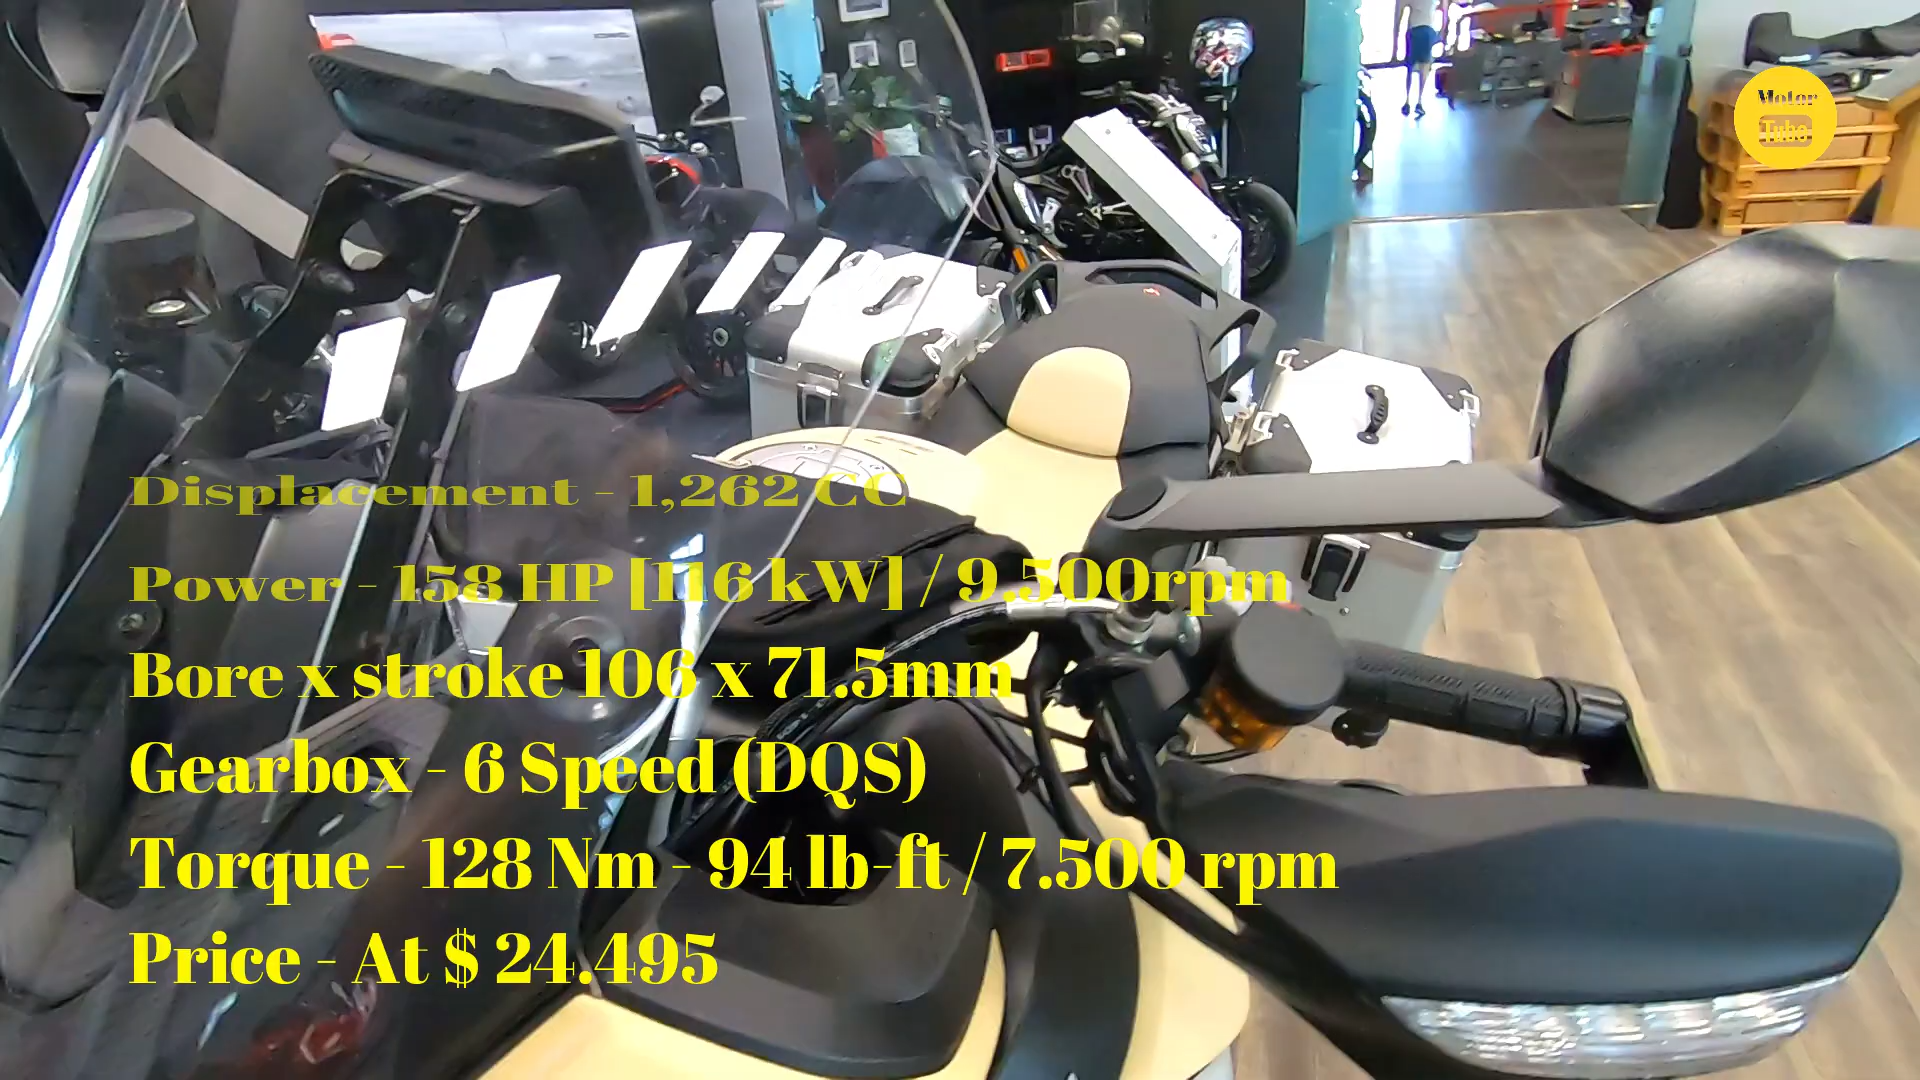 Motor
Tube
Displacement - 1,262 CC
Power - 158 HP [116 kW] / 9.500rpm
Bore x stroke 106 x 71.5mm
Gearbox - 6 Speed (DQS)
Torque - 128 Nm - 94 lb-ft / 7.500 rpm
Price - At $ 24.495